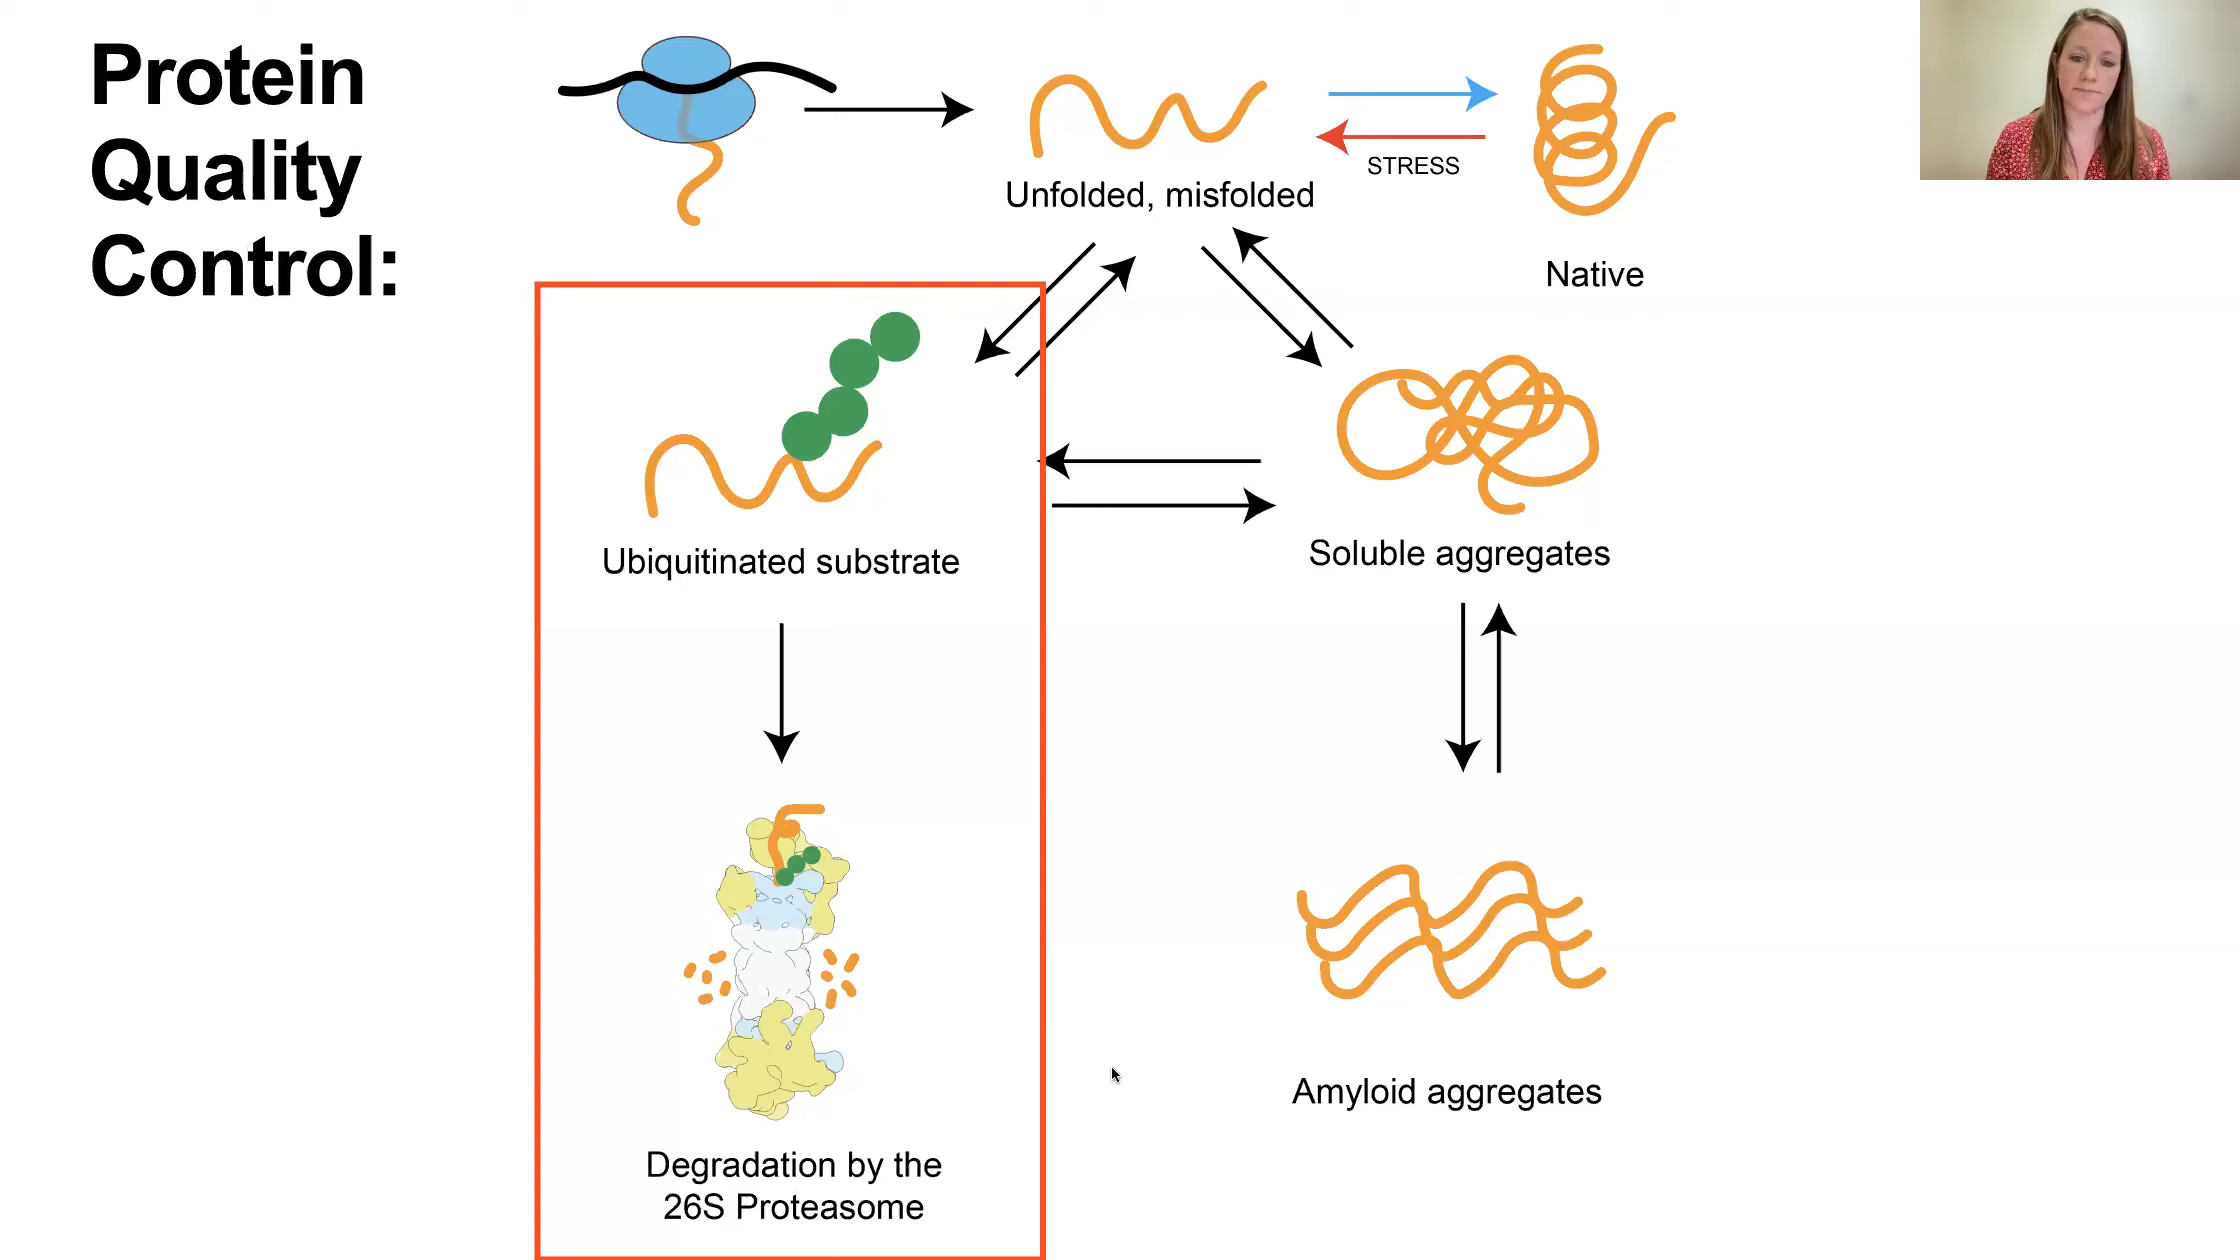 Protein
Quality
Control:
Unfolded, misfolded
STRESS
Native
Ubiquitinated substrate
Soluble aggregates
Amyloid aggregates
Degradation by the
26S Proteasome